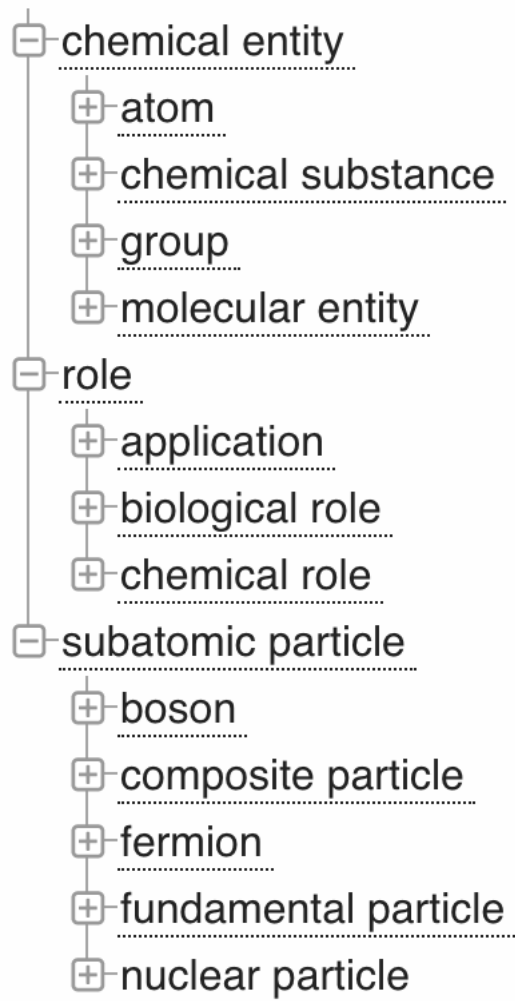 chemical entity
atom
chemical substance
group
molecular entity
role
application
biological role
chemical role
subatomic particle
boson
composite particle
fermion
fundamental particle
nuclear particle